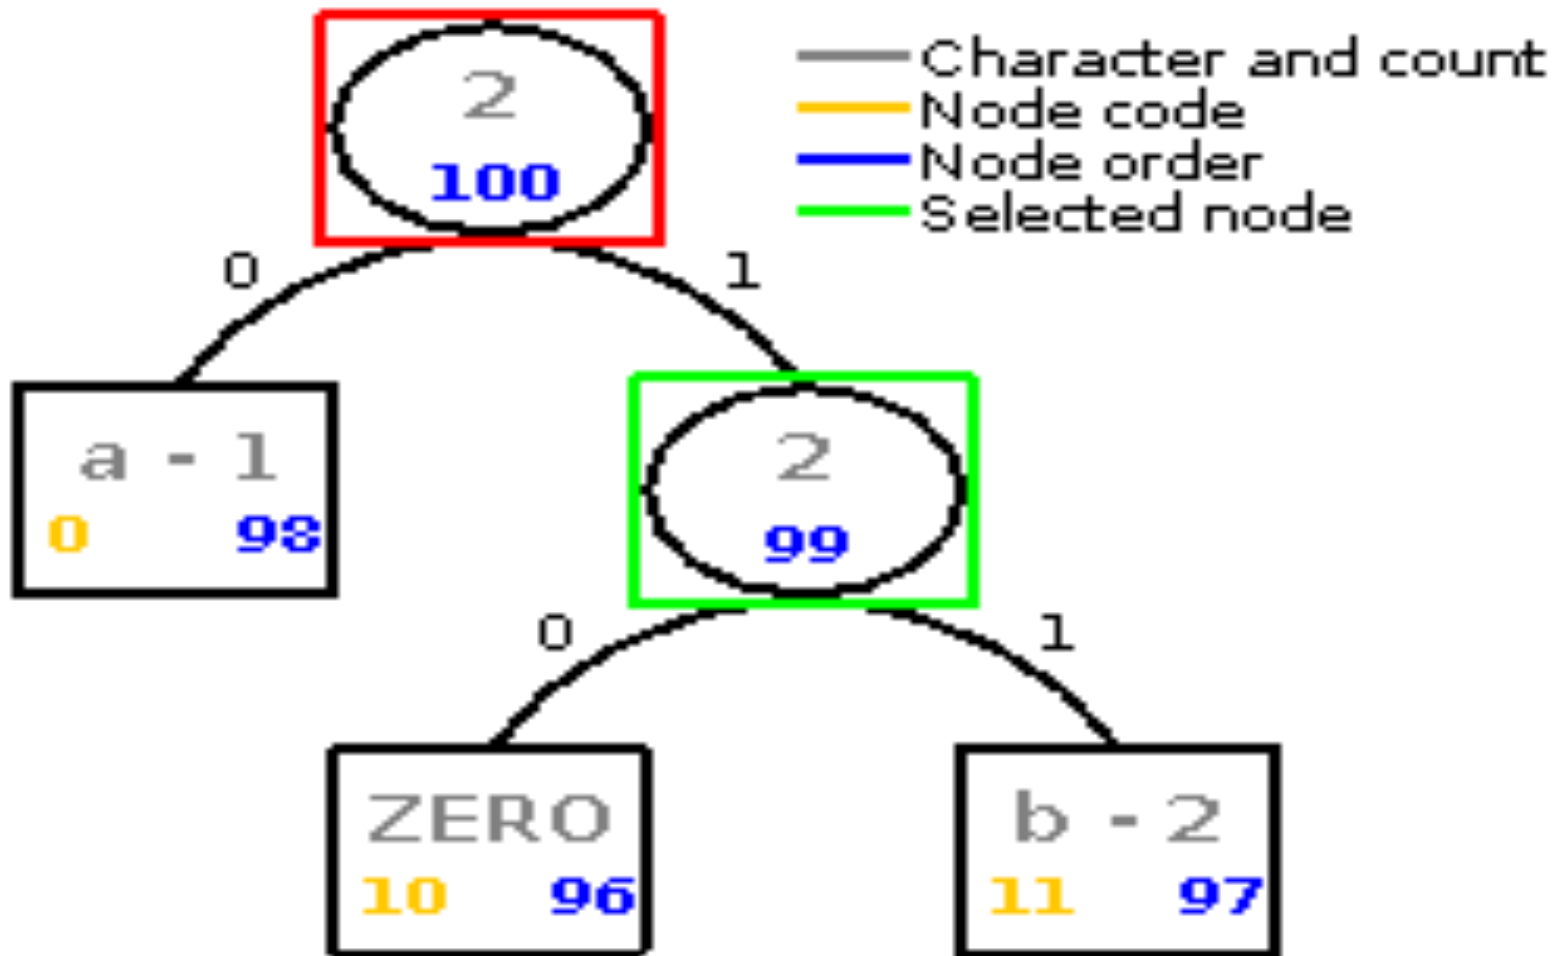 2
100
Character and count
Node code
Node order
Selected node
0
1
a - 1
0 98
2
99
0
1
ZERO
10 96
b - 2
11 97